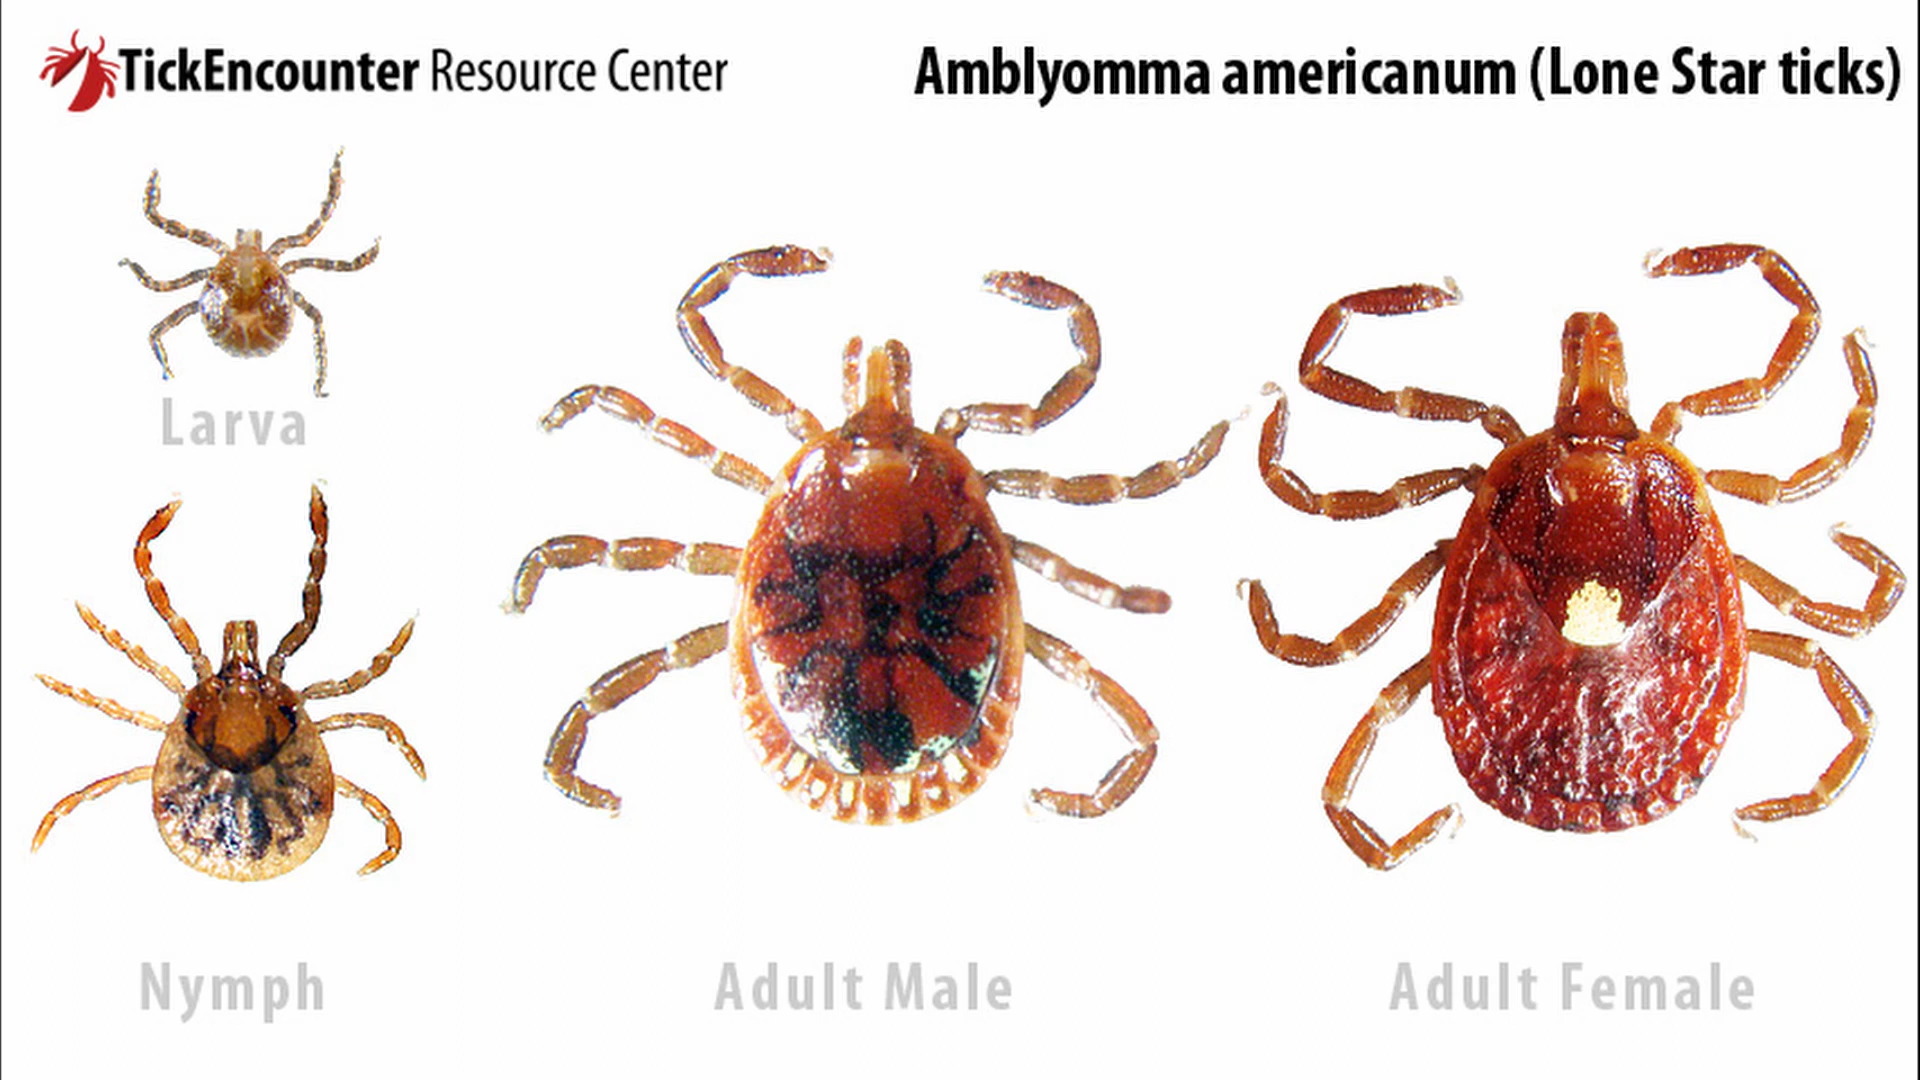 TickEncounter Resource Center
Amblyomma americanum (Lone Star ticks)
Larva
Nymph
Adult Male
Adult Female